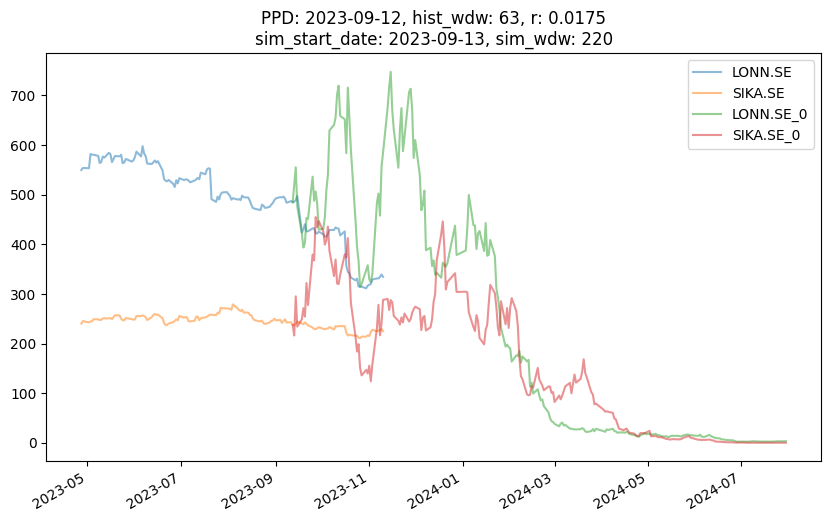 PPD: 2023-09-12, hist_wdw: 63, r: 0.0175
sim_start_date: 2023-09-13, sim_wdw: 220
LONN.SE
SIKA.SE
LONN.SE_0
SIKA.SE_0
700
600
500
400
300
200
100
0
2023-05
2023-07
2023-09
2023-11
2024-01
2024-03
2024-05
2024-07